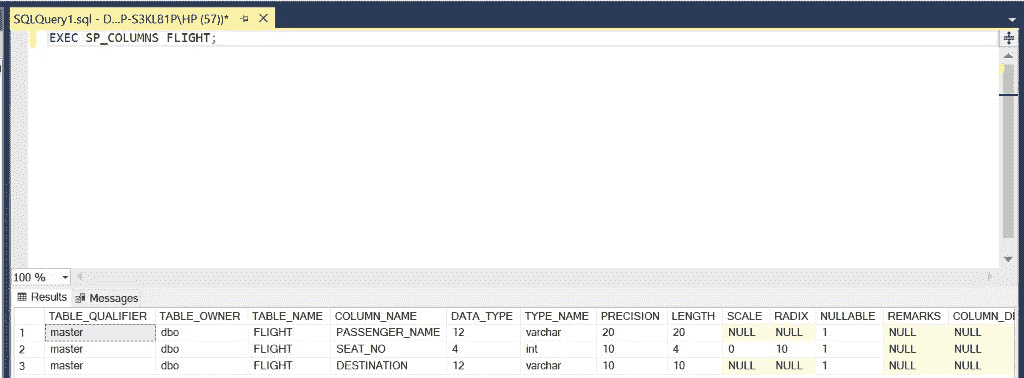 SQLQuery1.sql - D...P-S3KL81P\HP (57))*
EXEC SP_COLUMNS FLIGHT;
100 %
Results Messages
TABLE_QUALIFIER TABLE_OWNER TABLE_NAME COLUMN_NAME DATA_TYPE TYPE_NAME PRECISION LENGTH SCALE RADIX NULLABLE REMARKS
1 master dbo FLIGHT PASSENGER_NAME 12 varchar 20 20 NULL NULL 1 NULL NULL
2 master dbo FLIGHT SEAT_NO 4 int 10 4 0 10 1 NULL NULL
3 master dbo FLIGHT DESTINATION 12 varchar 10 10 NULL NULL 1 NULL NULL